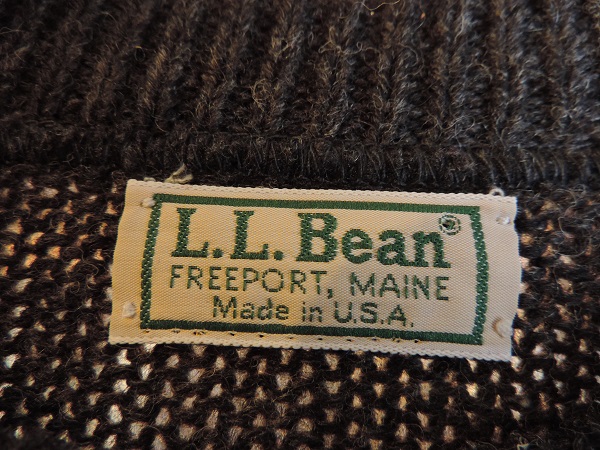 L.L.Bean®
FREEPORT, MAINE
Made in U.S.A.